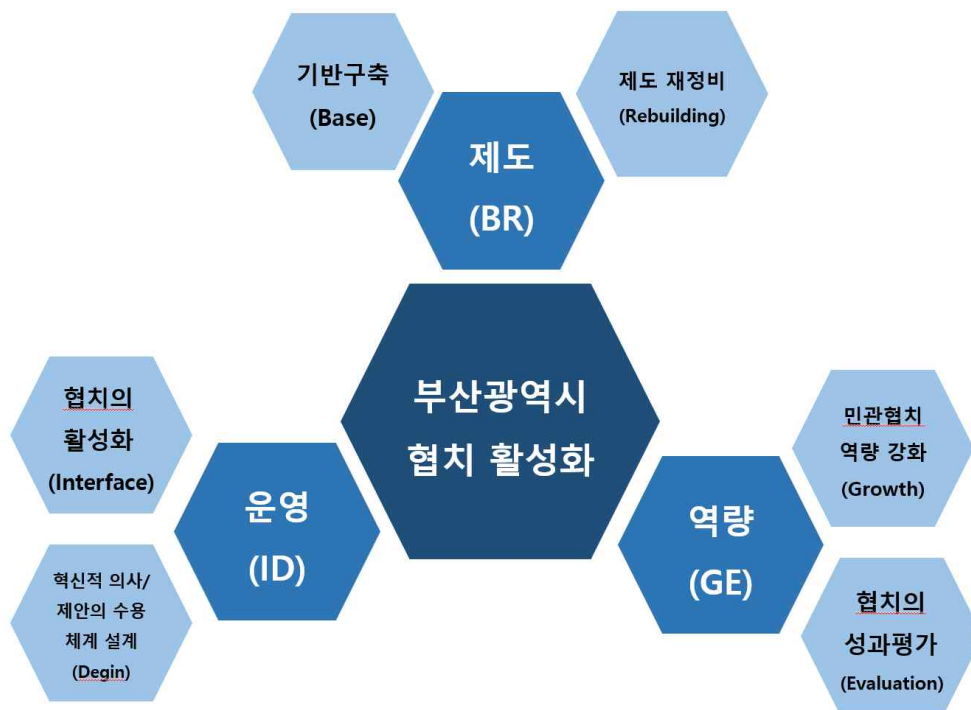 기반구축
(Base)
제도 재정비
(Rebuilding)
제도
(BR)
부산광역시
협치 활성화
협치의
활성화
(Interface)
운영
(ID)
혁신적 의사/
제안의 수용
체계 설계
(Degin)
민관협치
역량 강화
(Growth)
역량
(GE)
협치의
성과평가
(Evaluation)